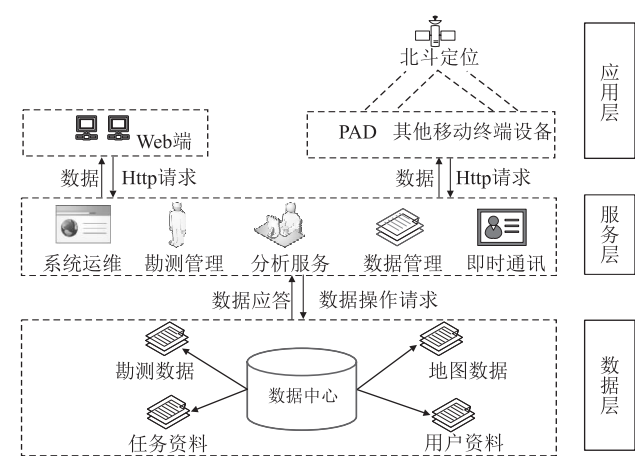 北斗定位
应用层
Web端
PAD 其他移动终端设备
数据 Http请求
数据 Http请求
服务层
系统运维 勘测管理 分析服务 数据管理 即时通讯
数据应答 数据操作请求
数据层
勘测数据 地图数据
数据中心
任务资料 用户资料